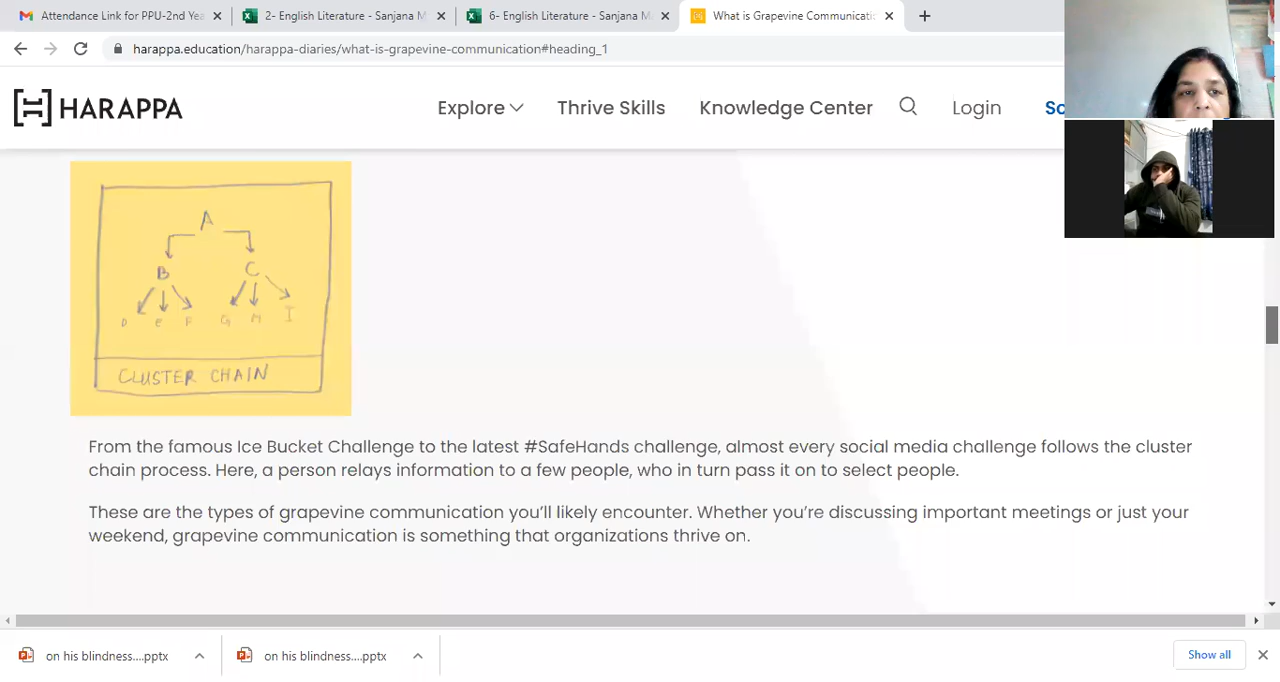 Attendance Link for PPU-2nd Yea
2- English Literature - Sanjana M
6- English Literature - Sanjana M
What is Grapevine Communicati
harappa.education/harappa-diaries/what-is-grapevine-communication#heading_1
HARAPPA
Explore
Thrive Skills
Knowledge Center
Login
Sc
A
B C
D E F G H I
CLUSTER CHAIN
From the famous Ice Bucket Challenge to the latest #SafeHands challenge, almost every social media challenge follows the cluster
chain process. Here, a person relays information to a few people, who in turn pass it on to select people.
These are the types of grapevine communication you'll likely encounter. Whether you're discussing important meetings or just your
weekend, grapevine communication is something that organizations thrive on.
on his blindness....pptx
on his blindness....pptx
Show all